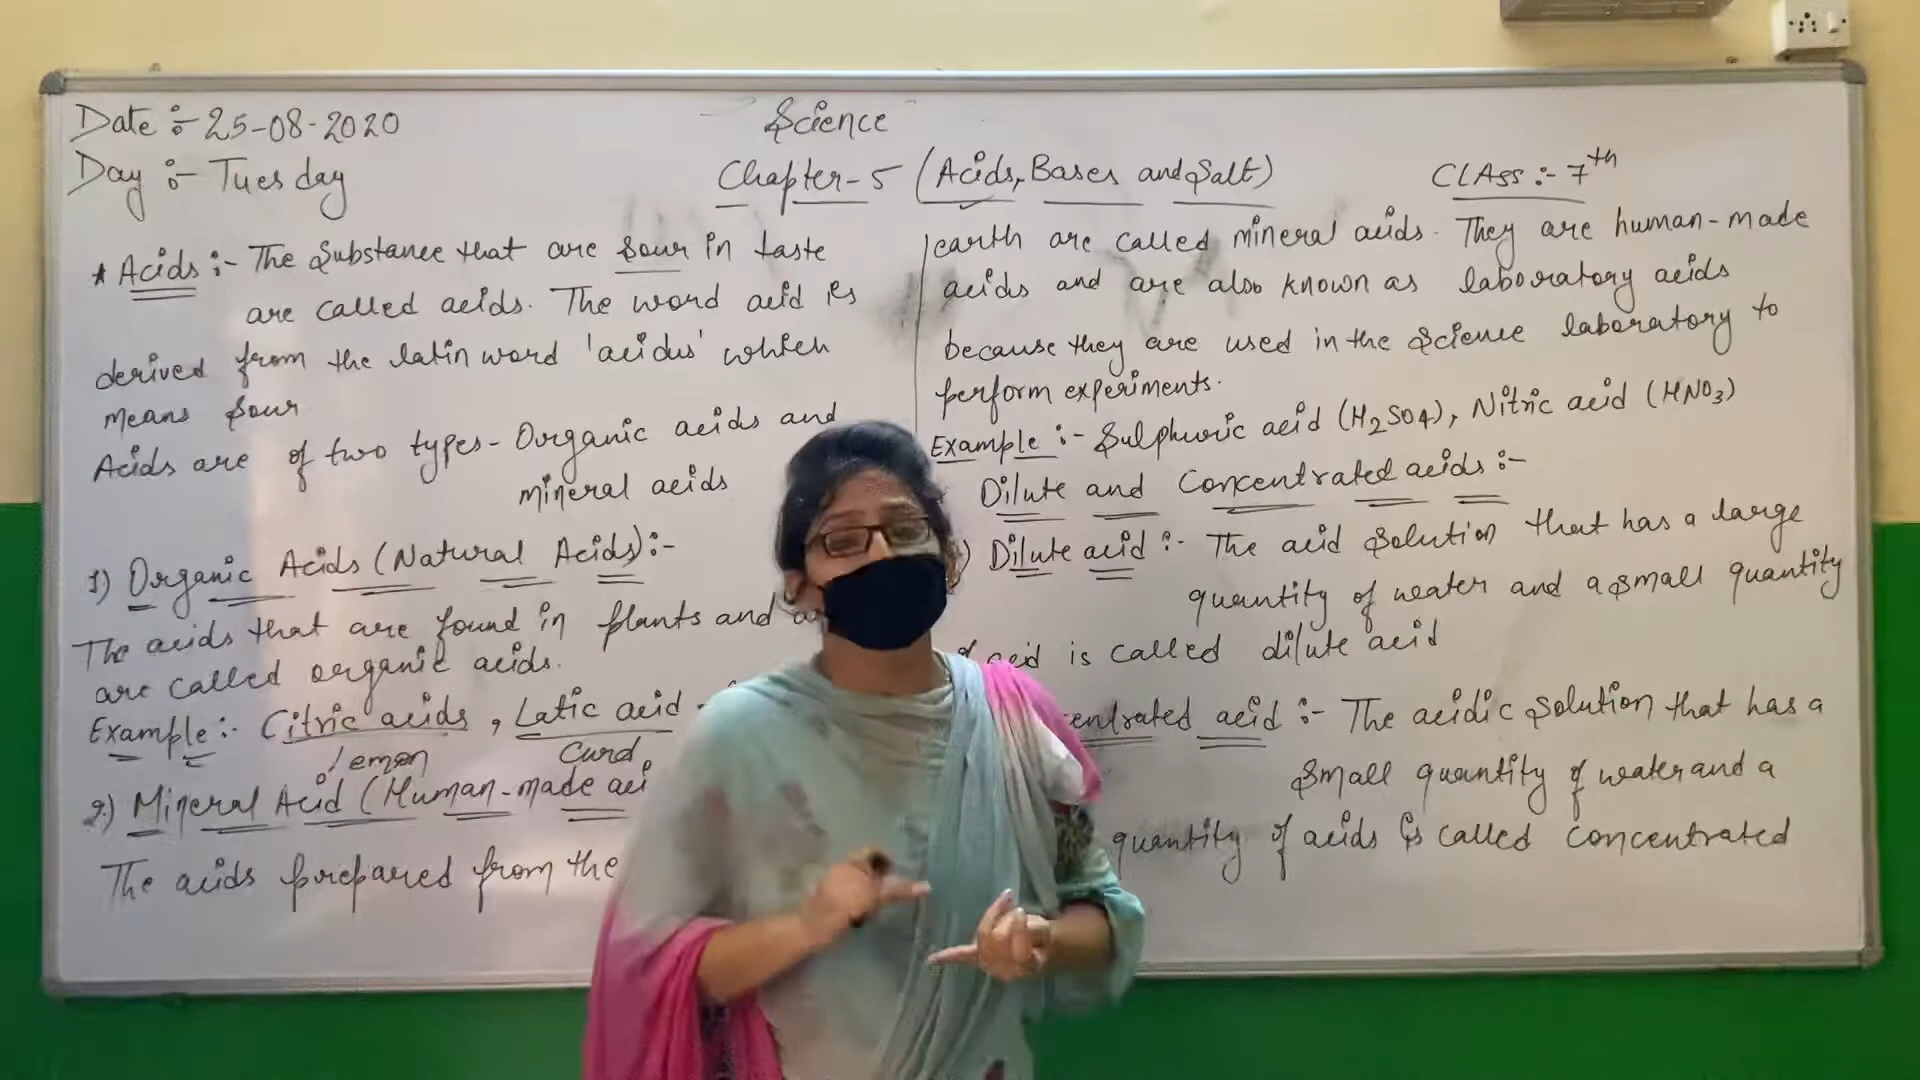 Date :- 25-08-2020
Science
Day :- Tuesday
Chapter-5 (Acids, Bases and Salt)
CLAss :- 7th
* Acids :- The Substance that are sour in taste
are called acids. The word acid is
derived from the latin word 'acidus' which
means sour
Acids are of two types- Organic acids and
mineral acids
1) Organic Acids (Natural Acids) :-
The acids that are found in plants and
are called organic acids.
Example :- Citric acids, Latic acid
lemon
Curd
2.) Mineral Acid (Human-made aci
The acids prepared from the
earth are called mineral acids. They are human-made
acids and are also known as laboratory acids
because they are used in the Science laboratory to
perform experiments.
Example :- Sulphuric acid (H2SO4), Nitric acid (HNO3)
Dilute and Concentrated acids :-
) Dilute acid :- The acid Solution that has a large
quantity of water and a small quantity
of acid is called dilute acid
entrated acid :- The acidic Solution that has a
Small quantity of water and a
quantity of acids is called concentrated